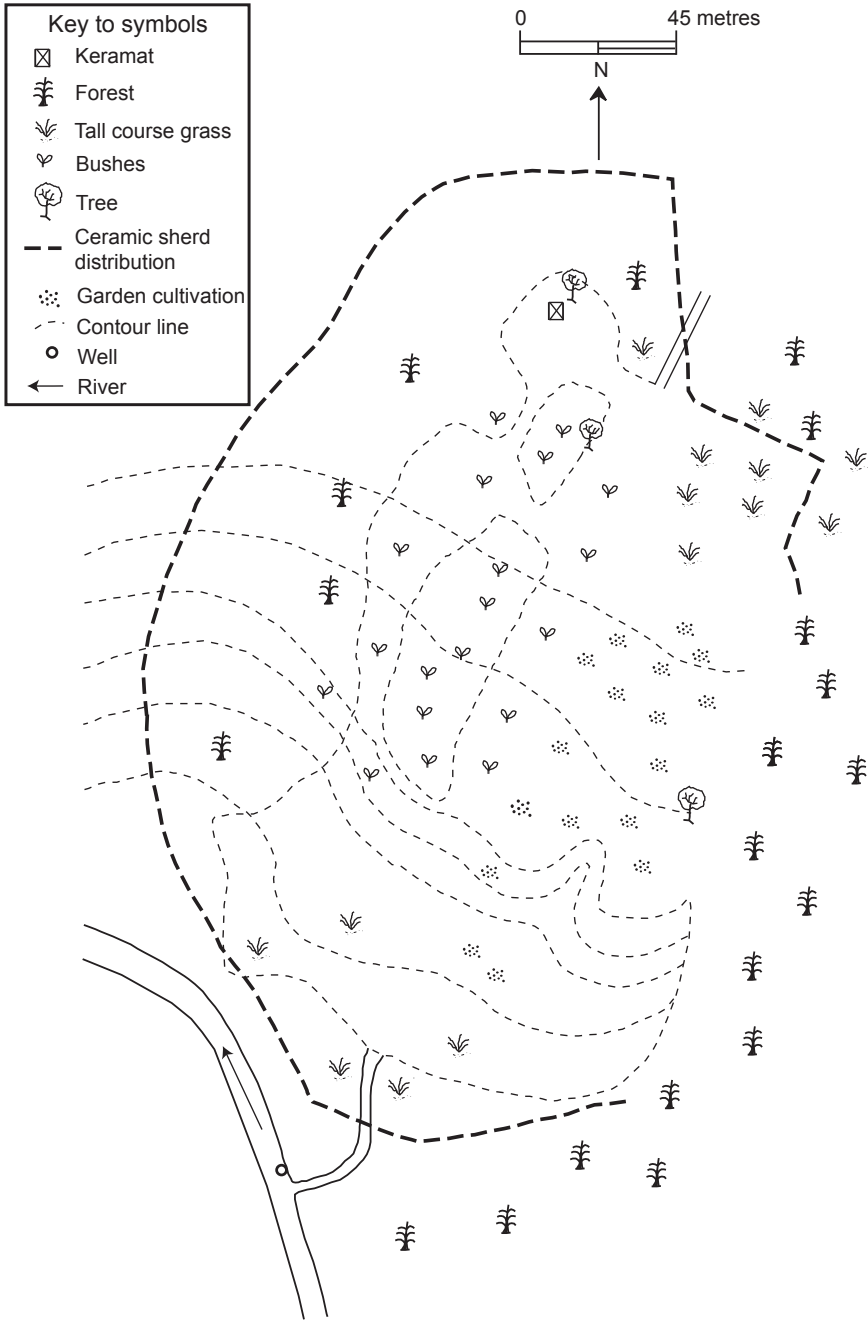 Key to symbols
Keramat
Forest
Tall course grass
Bushes
Tree
Ceramic sherd
distribution
Garden cultivation
Contour line
Well
River
0 45 metres
N